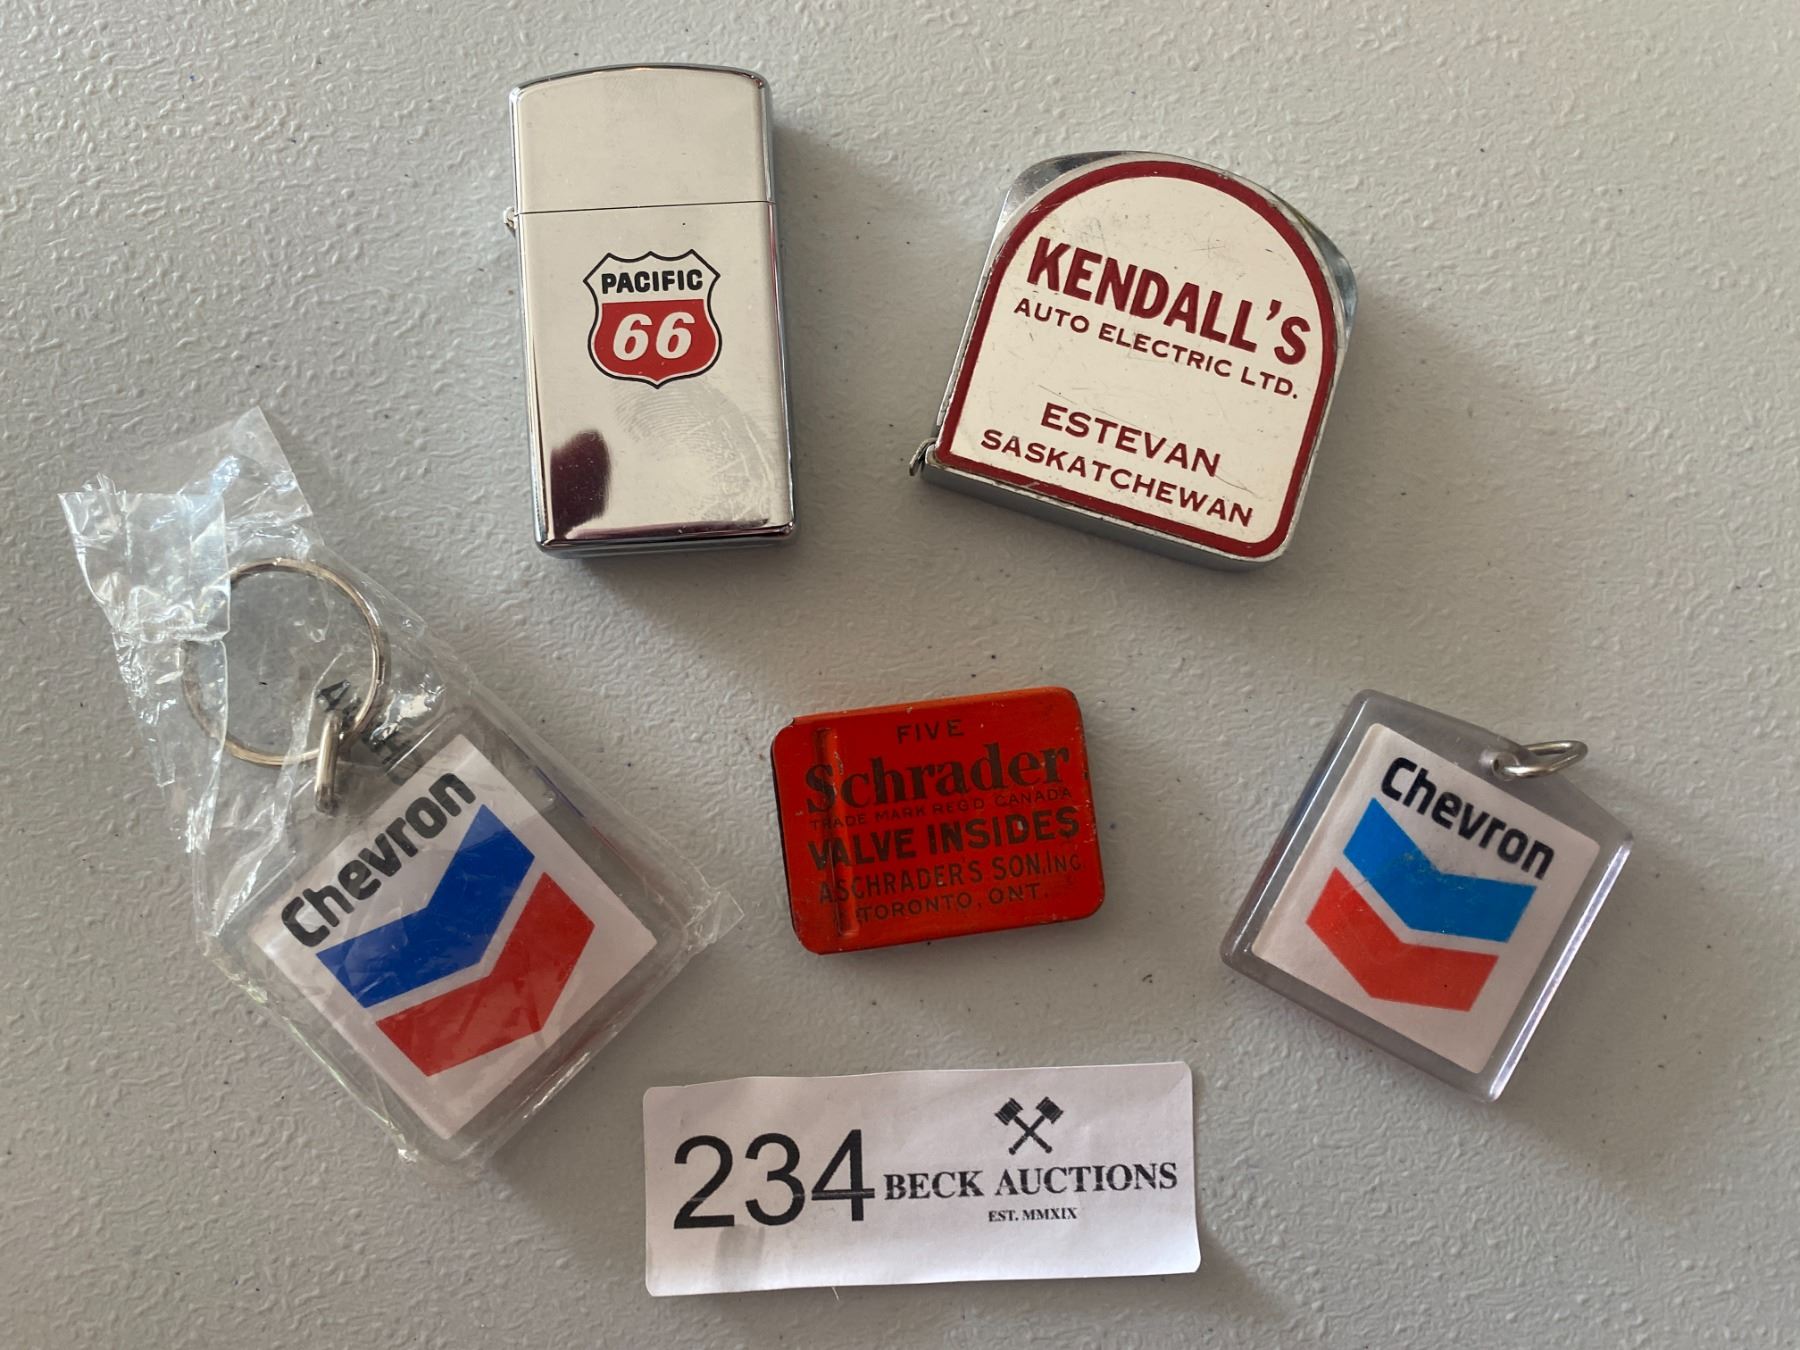 PACIFIC
66
KENDALL'S
AUTO ELECTRIC LTD.
ESTEVAN
SASKATCHEWAN
Chevron
FIVE
Schrader
TRADE MARK REG'D CANADA
VALVE INSIDES
A.SCHRADER'S SON, INC.
TORONTO, ONT.
Chevron
234
BECK AUCTIONS
EST. MMXIX